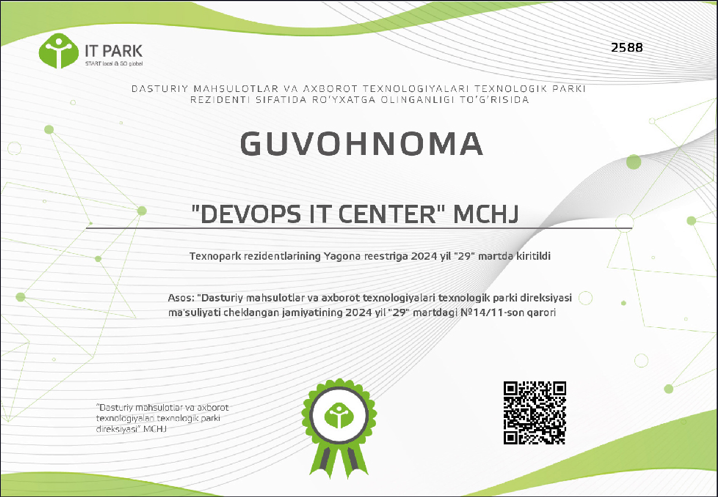 IT PARK
START local & GO global
2588
DASTURIY MAHSULOTLAR VA AXBOROT TEXNOLOGIYALARI TEXNOLOGIK PARKI
REZIDENTI SIFATIDA RO'YXATGA OLINGANLIGI TO'G'RISIDA
GUVOHNOMA
"DEVOPS IT CENTER" MCHJ
Texnopark rezidentlarining Yagona reestriga 2024 yil "29" martda kiritildi
Asos: "Dasturiy mahsulotlar va axborot texnologiyalari texnologik parki direksiyasi
ma'suliyati cheklangan jamiyatining 2024 yil "29" martdagi №14/11-son qarori
"Dasturiy mahsulotlar va axborot
texnologiyalari texnologik parki
direksiyasi" MCHJ